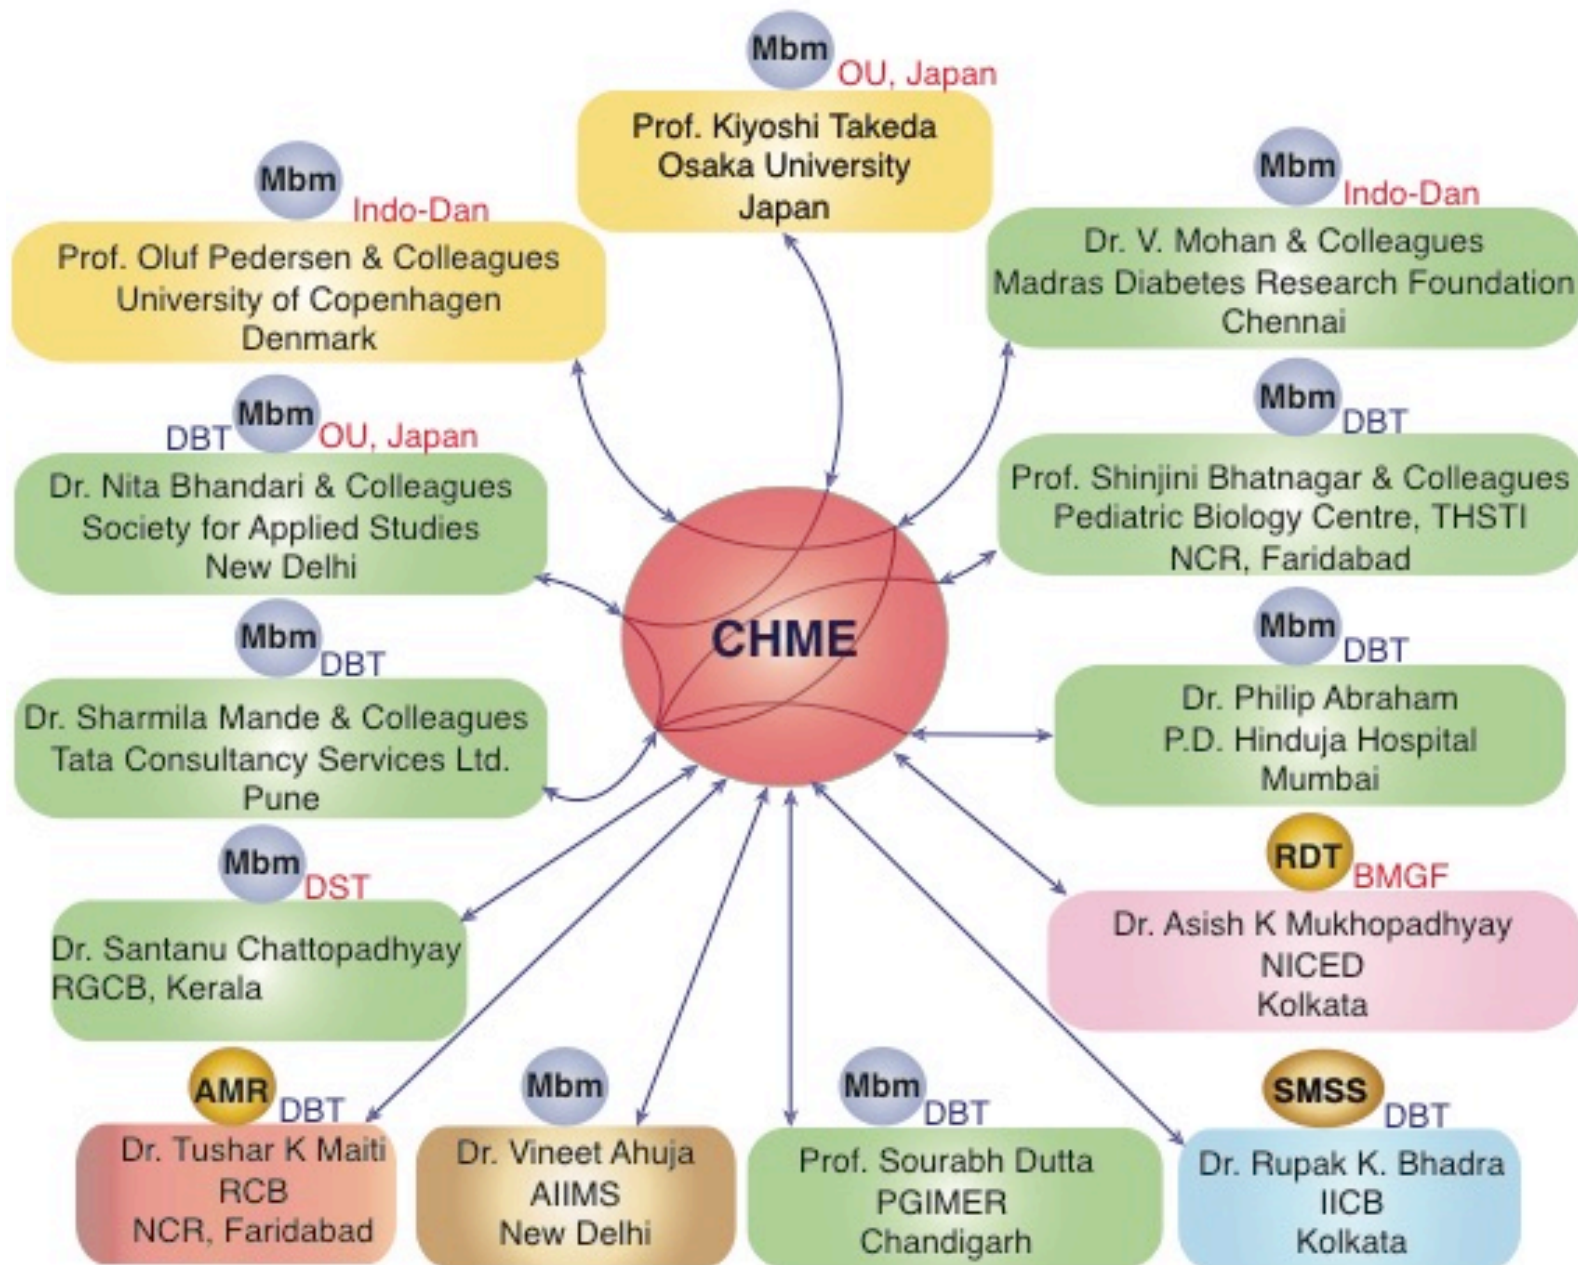 Mbm
OU, Japan
Prof. Kiyoshi Takeda
Osaka University
Japan
Mbm
Indo-Dan
Prof. Oluf Pedersen & Colleagues
University of Copenhagen
Denmark
Mbm
Indo-Dan
Dr. V. Mohan & Colleagues
Madras Diabetes Research Foundation
Chennai
DBT Mbm OU, Japan
Dr. Nita Bhandari & Colleagues
Society for Applied Studies
New Delhi
Mbm
DBT
Prof. Shinjini Bhatnagar & Colleagues
Pediatric Biology Centre, THSTI
NCR, Faridabad
CHME
Mbm
DBT
Dr. Sharmila Mande & Colleagues
Tata Consultancy Services Ltd.
Pune
Mbm
DBT
Dr. Philip Abraham
P.D. Hinduja Hospital
Mumbai
Mbm
DST
Dr. Santanu Chattopadhyay
RGCB, Kerala
RDT
BMGF
Dr. Asish K Mukhopadhyay
NICED
Kolkata
AMR
DBT
Dr. Tushar K Maiti
RCB
NCR, Faridabad
Mbm
Dr. Vineet Ahuja
AIIMS
New Delhi
Mbm
DBT
Prof. Sourabh Dutta
PGIMER
Chandigarh
SMSS
DBT
Dr. Rupak K. Bhadra
IICB
Kolkata